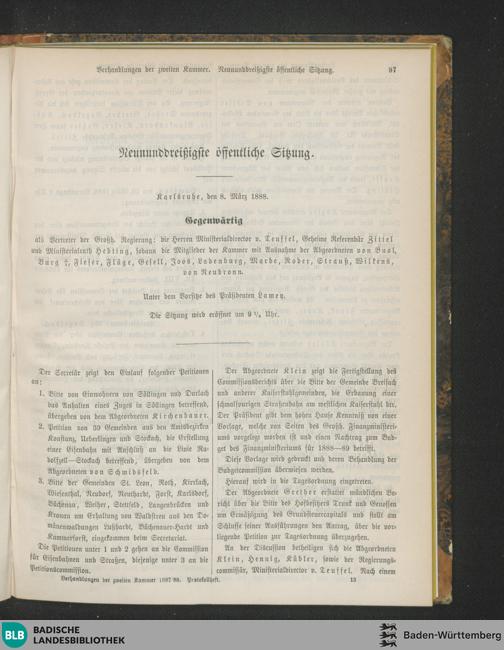 Verhandlungen der zweiten Kammer. Neununddreißigste öffentliche Sitzung. 97
Neununddreißigste öffentliche Sitzung.
Karlsruhe, den 8. März 1888.
Gegenwärtig
als Vertreter der Großh. Regierung: die Herren Ministerialdirector v. Teuffel, Geheime Referendär Zittel
und Ministerialrath Hebting, sodann die Mitglieder der Kammer mit Ausnahme der Abgeordneten von Buol,
Burg †, Fieser, Flüge, Gesell, Joos, Ladenburg, Marbe, Roder, Strauß, Wilkens,
von Neubronn.
Unter dem Vorsitze des Präsidenten Lamey.
Die Sitzung wird eröffnet um 9 ¼ Uhr.
Der Secretär zeigt den Einlauf folgender Petitionen
an:
1. Bitte von Einwohnern von Söllingen und Durlach
das Anhalten eines Zuges in Söllingen betreffend,
übergeben von dem Abgeordneten Kirchenbauer.
2. Petition von 39 Gemeinden aus den Amtsbezirken
Konstanz, Ueberlingen und Stockach, die Erstellung
einer Eisenbahn mit Anschluß an die Linie Ra-
dolfzell—Stockach betreffend, übergeben von dem
Abgeordneten von Schmidsfeld.
3. Bitte der Gemeinden St. Leon, Roth, Kirrlach,
Wiesenthal, Neudorf, Neuthardt, Forst, Karlsdorf,
Büchenau, Weiher, Stettfeld, Langenbrücken und
Kronau um Erhaltung von Waldstreu aus den Do-
mänenwaldungen Lußhardt, Büchenauer-Hardt und
Kammerforst, eingekommen beim Secretariat.
Die Petitionen unter 1 und 2 gehen an die Commission
für Eisenbahnen und Straßen, diejenige unter 3 an die
Petitionscommission.
Verhandlungen der zweiten Kammer 1887/88. Protokollheft.
Der Abgeordnete Klein zeigt die Fertigstellung des
Commissionsberichts über die Bitte der Gemeinde Breisach
und anderer Kaiserstuhlgemeinden, die Erbauung einer
schmalspurigen Straßenbahn am westlichen Kaiserstuhl hir.
Der Präsident gibt dem hohen Hause Kenntniß von einer
Vorlage, welche von Seiten des Großh. Finanzministeri-
ums vorgelegt worden ist und einen Nachtrag zum Bud-
get des Finanzministeriums für 1888—89 betrifft.
Diese Vorlage wird gedruckt und deren Behandlung der
Budgetcommission überwiesen werden.
Hierauf wird in die Tagesordnung eingetreten.
Der Abgeordnete Grether erstattet mündlichen Be-
richt über die Bitte des Hofbesitzers Trunk und Genossen
um Ermäßigung des Grundsteuercapitals und stellt am
Schlusse seiner Ausführungen den Antrag, über die vor-
liegende Petition zur Tagesordnung überzugehen.
An der Discussion betheiligen sich die Abgeordneten
Klein, Hennig, Kübler, sowie der Regierungs-
commissär, Ministerialdirector v. Teuffel. Nach einem
13
BLB BADISCHE
LANDESBIBLIOTHEK
Baden-Württemberg